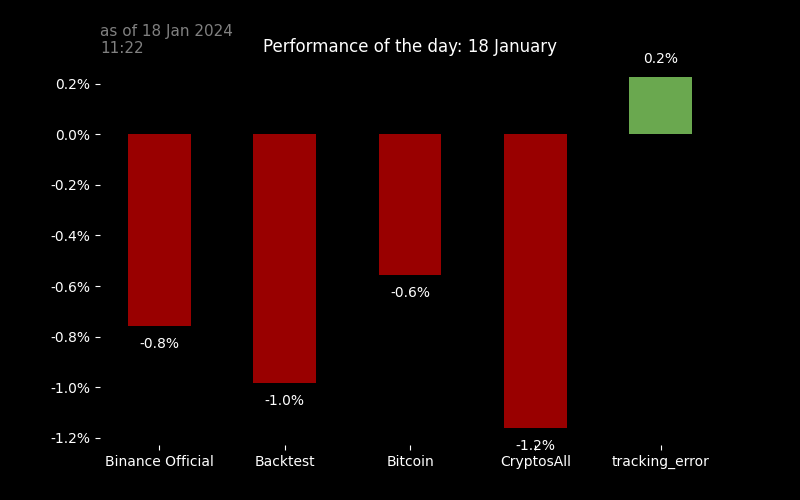 as of 18 Jan 2024
11:22
Performance of the day: 18 January
0.2%
0.2%
0.0%
-0.2%
-0.4%
-0.6%
-0.8%
-1.0%
-1.2%
-0.8%
-1.0%
-0.6%
-1.2%
Binance Official
Backtest
Bitcoin
CryptosAll
tracking_error